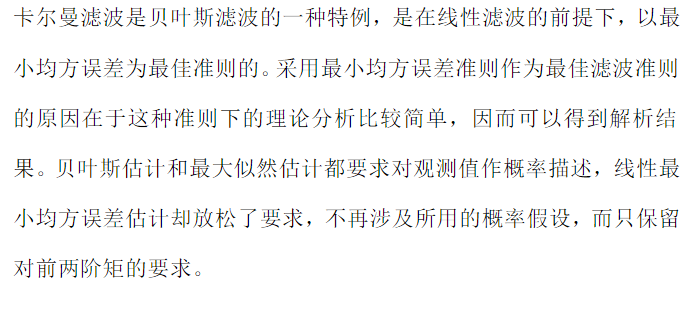 卡尔曼滤波是贝叶斯滤波的一种特例，是在线性滤波的前提下，以最
小均方误差为最佳准则的。采用最小均方误差准则作为最佳滤波准则
的原因在于这种准则下的理论分析比较简单，因而可以得到解析结
果。贝叶斯估计和最大似然估计都要求对观测值作概率描述，线性最
小均方误差估计却放松了要求，不再涉及所用的概率假设，而只保留
对前两阶矩的要求。